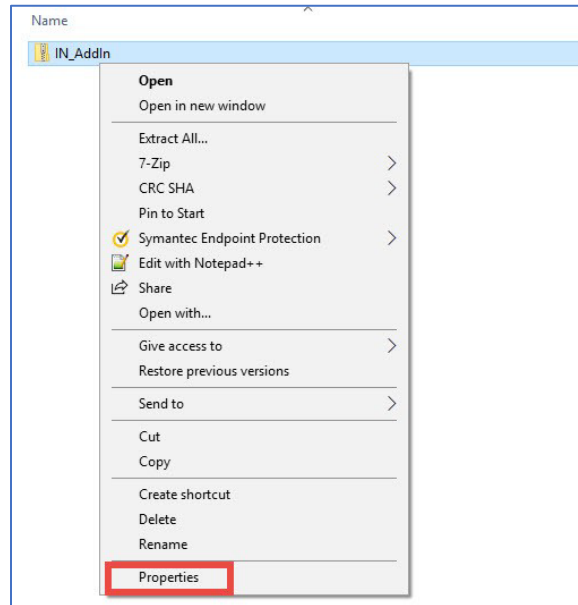 Name
IN_AddIn
Open
Open in new window
Extract All...
7-Zip
CRC SHA
Pin to Start
Symantec Endpoint Protection
Edit with Notepad++
Share
Open with...
Give access to
Restore previous versions
Send to
Cut
Copy
Create shortcut
Delete
Rename
Properties